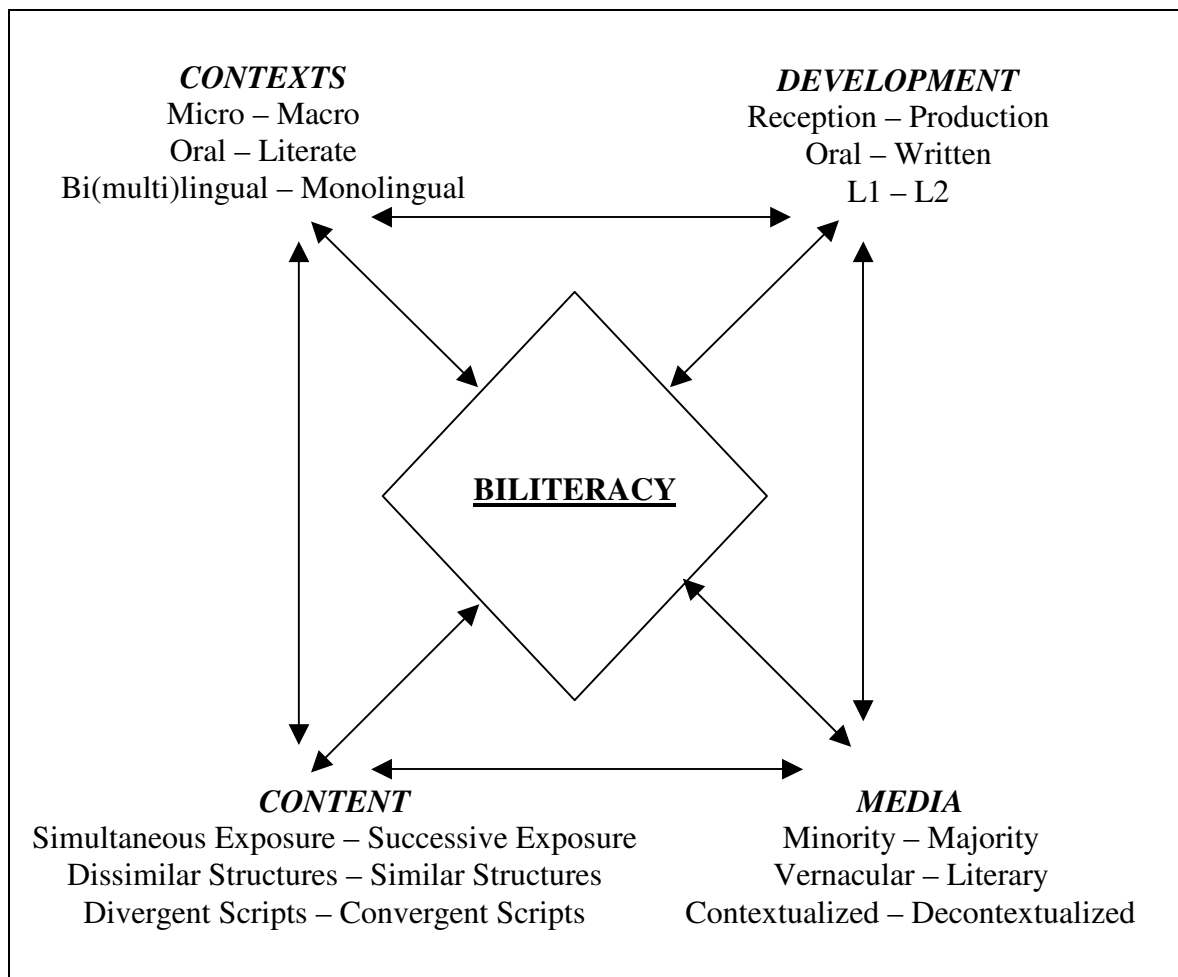 CONTEXTS
Micro – Macro
Oral – Literate
Bi(multi)lingual – Monolingual
DEVELOPMENT
Reception – Production
Oral – Written
L1 – L2
BILITERACY
CONTENT
Simultaneous Exposure – Successive Exposure
Dissimilar Structures – Similar Structures
Divergent Scripts – Convergent Scripts
MEDIA
Minority – Majority
Vernacular – Literary
Contextualized – Decontextualized